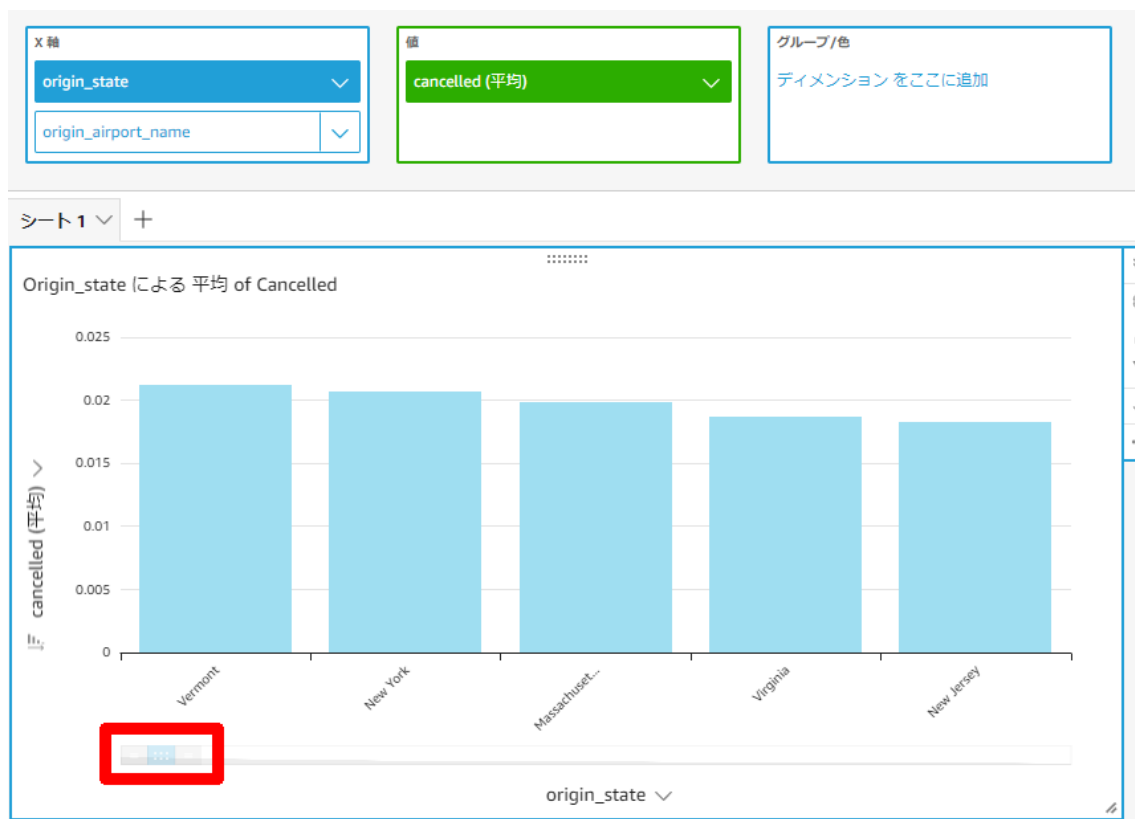 X 軸
値
グループ/色
origin_state
cancelled (平均)
ディメンション をここに追加
origin_airport_name
シート 1
Origin_state による 平均 of Cancelled
0.025
0.02
0.015
0.01
0.005
0
cancelled (平均)
Vermont
New York
Massachuset...
Virginia
New Jersey
origin_state